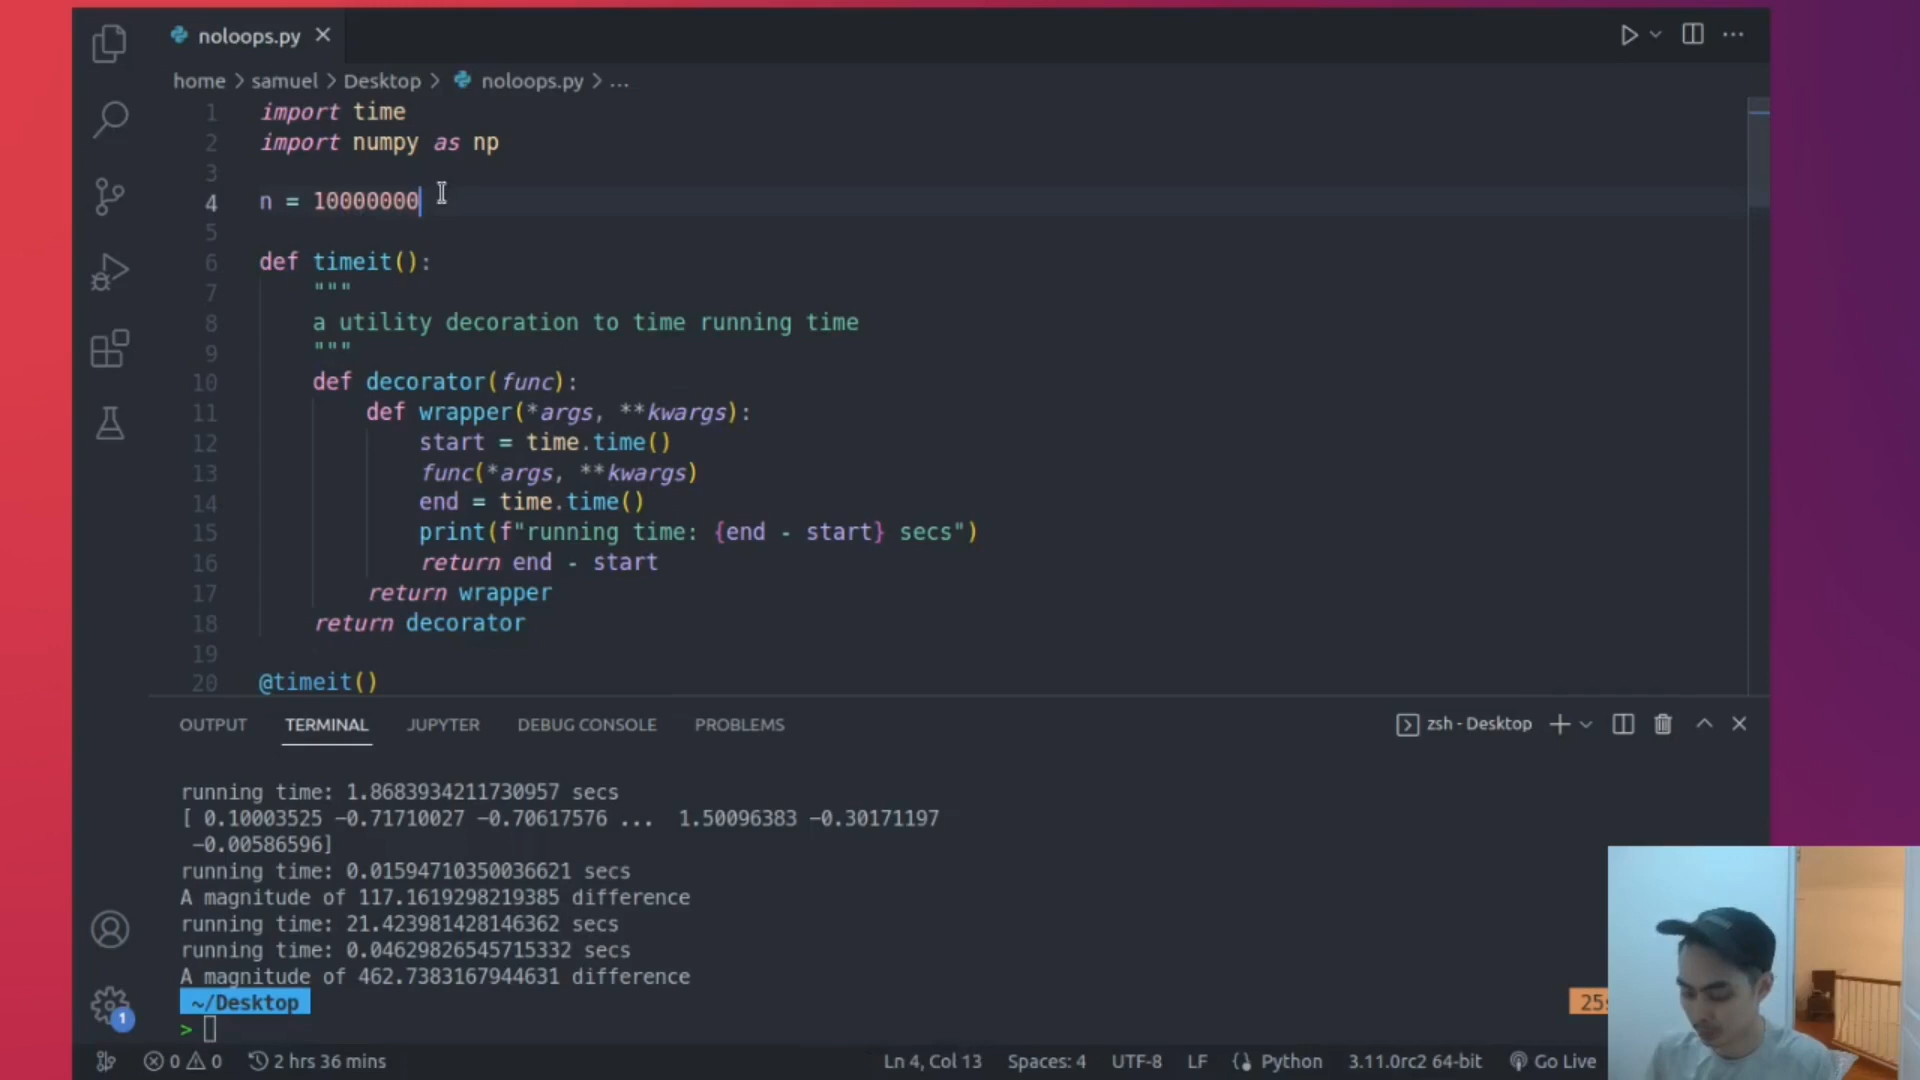 noloops.py
home > samuel > Desktop > noloops.py > ...
1 import time
2 import numpy as np
3
4 n = 10000000
5
6 def timeit():
7 """
8 a utility decoration to time running time
9 """
10 def decorator(func):
11 def wrapper(*args, **kwargs):
12 start = time.time()
13 func(*args, **kwargs)
14 end = time.time()
15 print(f"running time: {end - start} secs")
16 return end - start
17 return wrapper
18 return decorator
19
20 @timeit()
OUTPUT TERMINAL JUPYTER DEBUG CONSOLE PROBLEMS zsh - Desktop
running time: 1.8683934211730957 secs
[ 0.10003525 -0.71710027 -0.70617576 ... 1.50096383 -0.30171197
-0.00586596]
running time: 0.01594710350036621 secs
A magnitude of 117.1619298219385 difference
running time: 21.423981428146362 secs
running time: 0.04629826545715332 secs
A magnitude of 462.7383167944631 difference
~/Desktop 25s
>
1
0 0 2 hrs 36 mins Ln 4, Col 13 Spaces: 4 UTF-8 LF Python 3.11.0rc2 64-bit Go Live